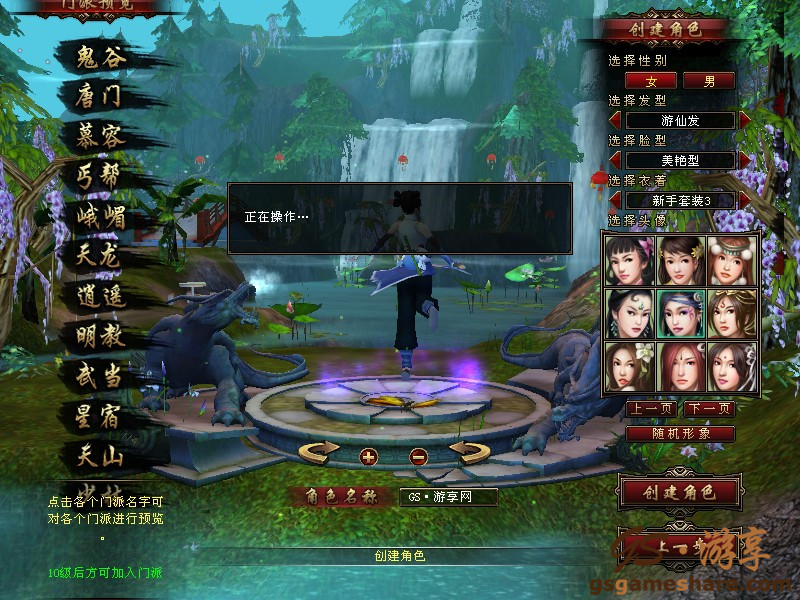 门派预览
鬼谷
唐门
慕容
丐帮
峨嵋
天龙
逍遥
明教
武当
星宿
天山
点击各个门派名字可
对各个门派进行预览
。
10级后方可加入门派
正在操作…
角色名称
GS·游享网
创建角色
创建角色
选择性别
女 男
选择发型
游仙发
选择脸型
美艳型
选择衣着
新手套装3
选择头像
上一页 下一页
随机形象
创建角色
上一步
游享
gsgameshare.com